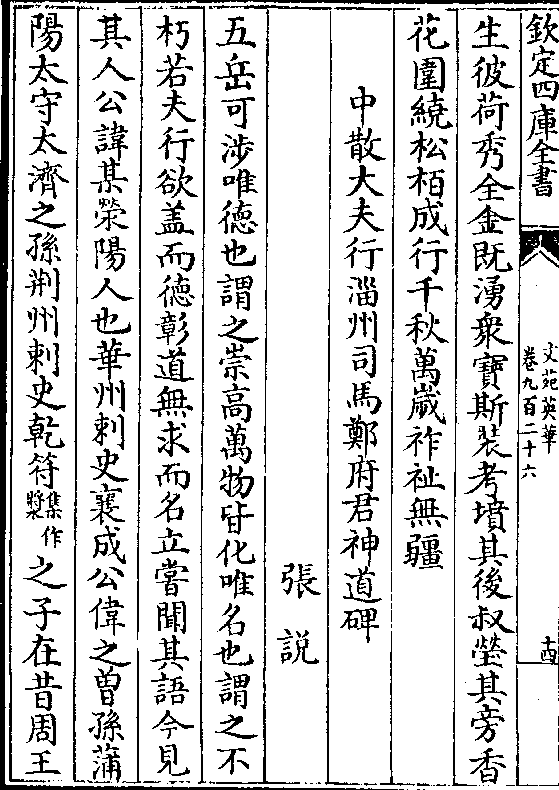 欽定四庫全書
文苑英華
卷九百二十六
十四
生彼荷秀全金既湧衆寳斯裝考墳其後叔塋其旁香
花圍繞松栢成行千秋萬嵗祚祉無疆
中散大夫行淄州司馬鄭府君神道碑
張説
五岳可涉唯德也謂之崇高萬物皆化唯名也謂之不
朽若夫行欲盖而德彰道無求而名立嘗聞其語今見
其人公諱某滎陽人也華州刺史襄成公偉之曽孫蒲
陽太守太濟之孫荆州刺史乾符集作奬之子在昔周王